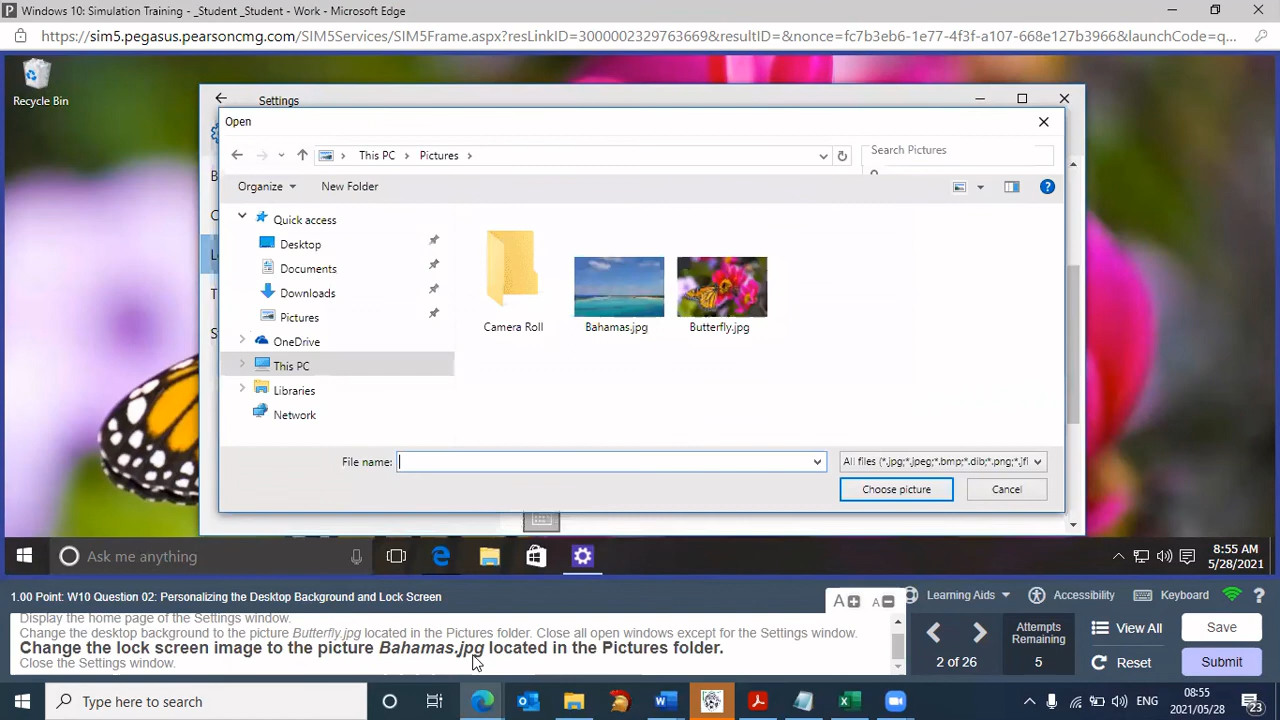 Windows 10: Simulation Training - _Student _Student - Work - Microsoft Edge
https://sim5.pegasus.pearsoncmg.com/SIM5Services/SIM5Frame.aspx?resLinkID=3000002329763669&resultID=&nonce=fc7b3eb6-1e77-4f3f-a107-668e127b3966&launchCode=q...
Recycle Bin
Settings
Open
This PC
Pictures
Search Pictures
Organize
New Folder
Quick access
Desktop
Documents
Downloads
Pictures
OneDrive
This PC
Libraries
Network
Camera Roll
Bahamas.jpg
Butterfly.jpg
File name:
All files (*.jpg;*.jpeg;*.bmp;*.dib;*.png;*.jfi
Choose picture
Cancel
Ask me anything
8:55 AM
5/28/2021
1.00 Point: W10 Question 02: Personalizing the Desktop Background and Lock Screen
A
A
Learning Aids
Accessibility
Keyboard
?
Display the home page of the Settings window.
Change the desktop background to the picture Butterfly.jpg located in the Pictures folder. Close all open windows except for the Settings window.
Change the lock screen image to the picture Bahamas.jpg located in the Pictures folder.
Close the Settings window.
2 of 26
Attempts
Remaining
5
View All
Reset
Save
Submit
Type here to search
ENG
08:55
2021/05/28
23